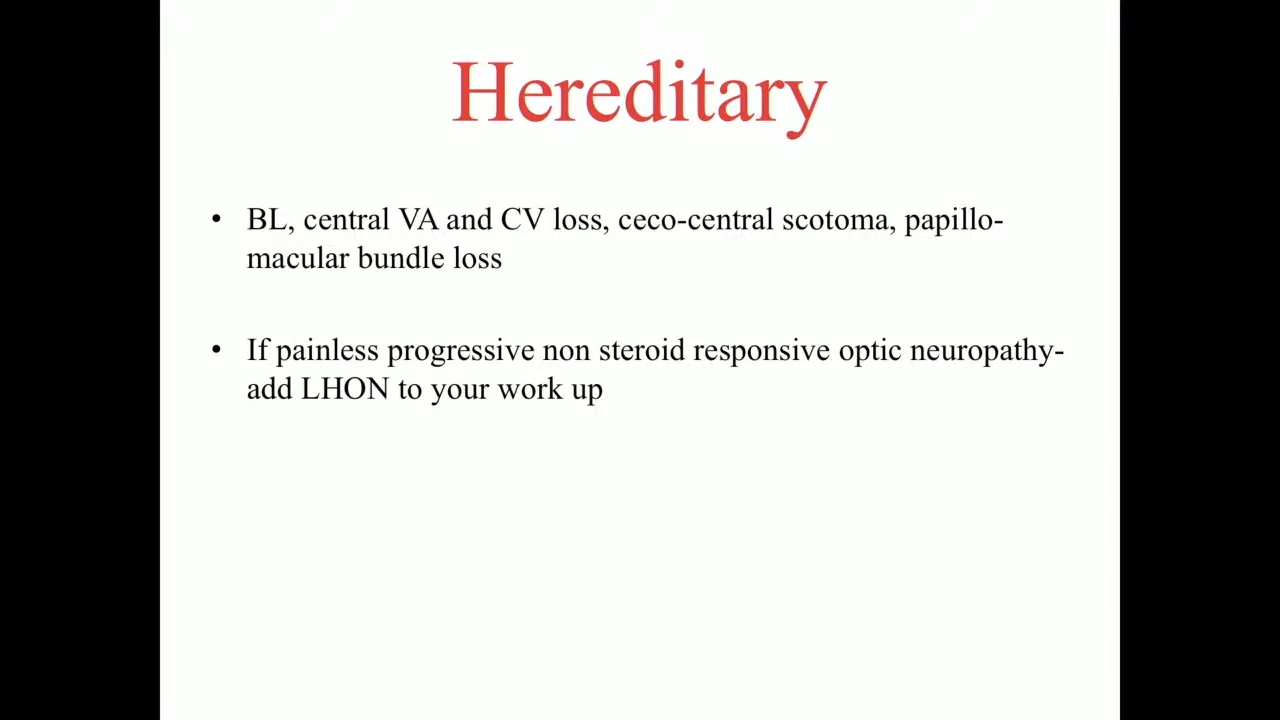 Hereditary
• BL, central VA and CV loss, ceco-central scotoma, papillo-
macular bundle loss
• If painless progressive non steroid responsive optic neuropathy-
add LHON to your work up